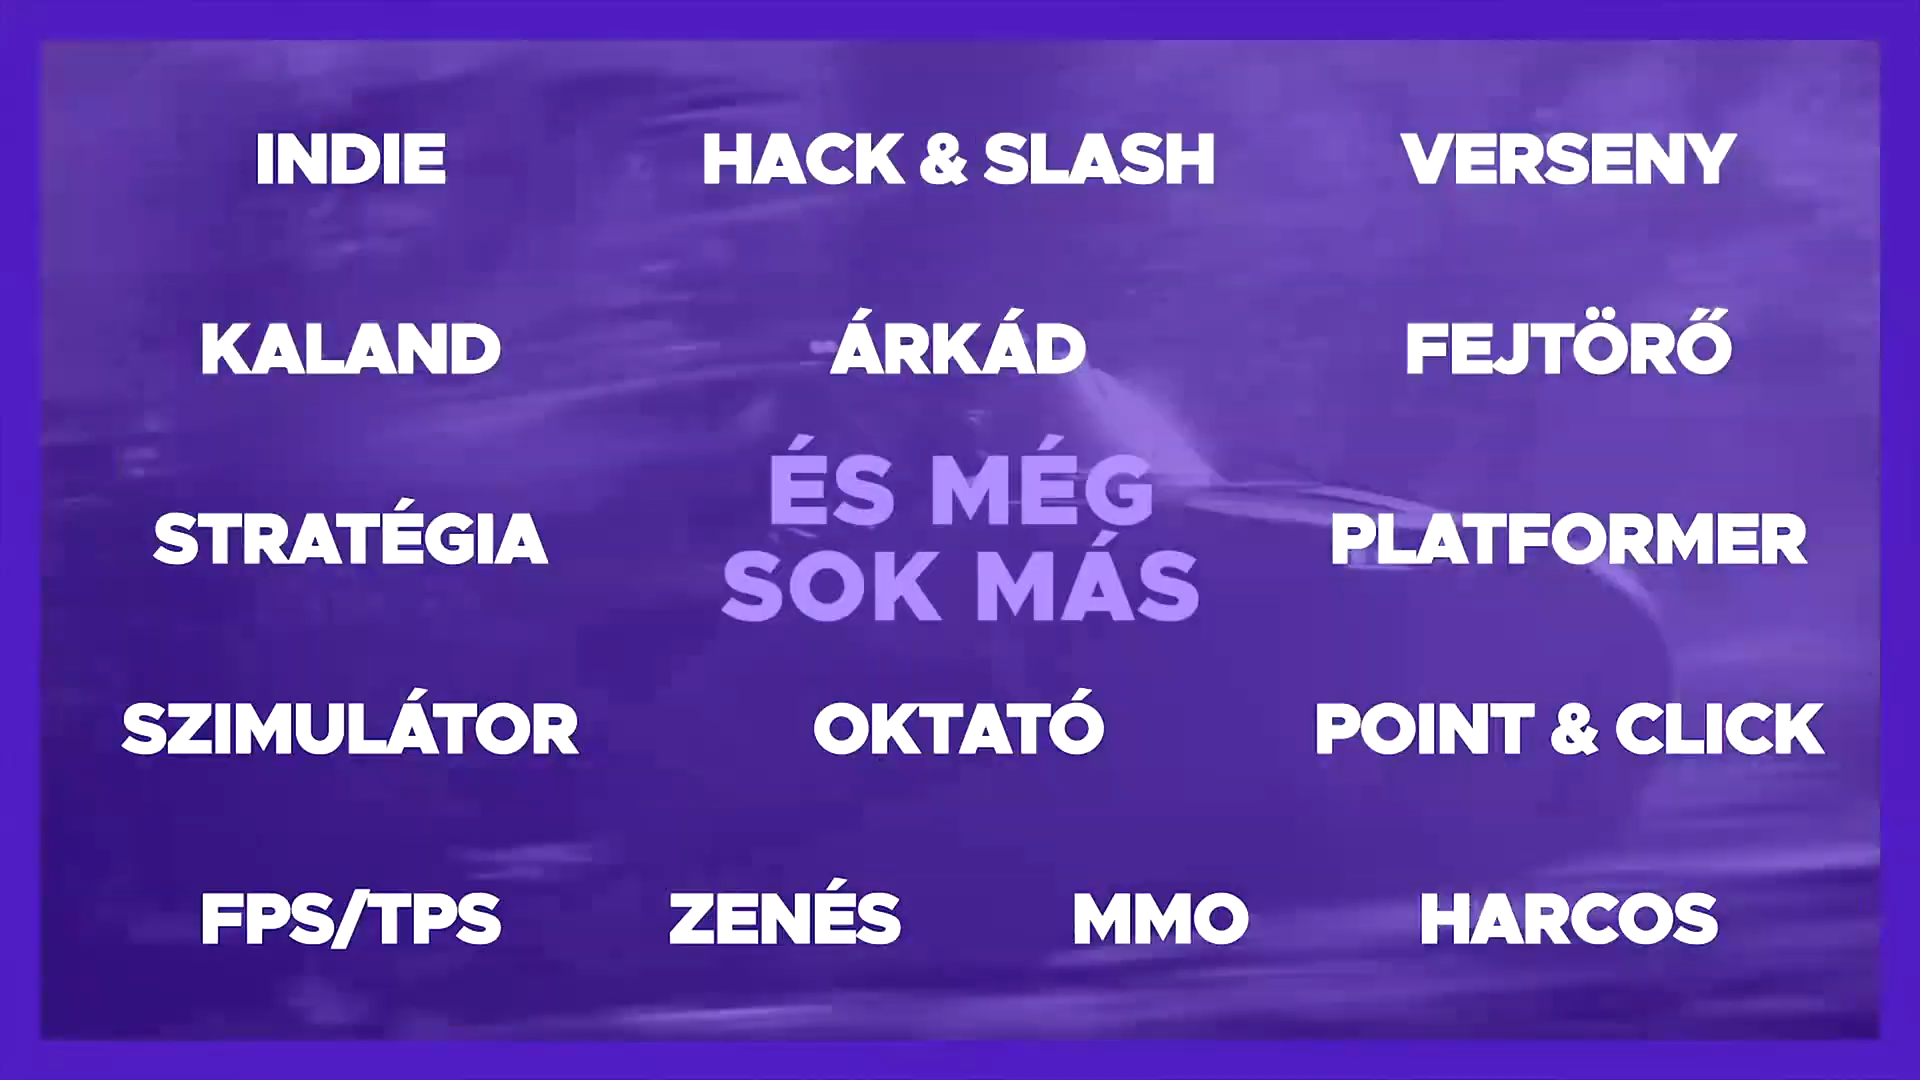 INDIE
HACK & SLASH
VERSENY
KALAND
ÁRKÁD
FEJTÖRŐ
ÉS MÉG
SOK MÁS
STRATÉGIA
PLATFORMER
SZIMULÁTOR
OKTATÓ
POINT & CLICK
FPS/TPS
ZENÉS
MMO
HARCOS